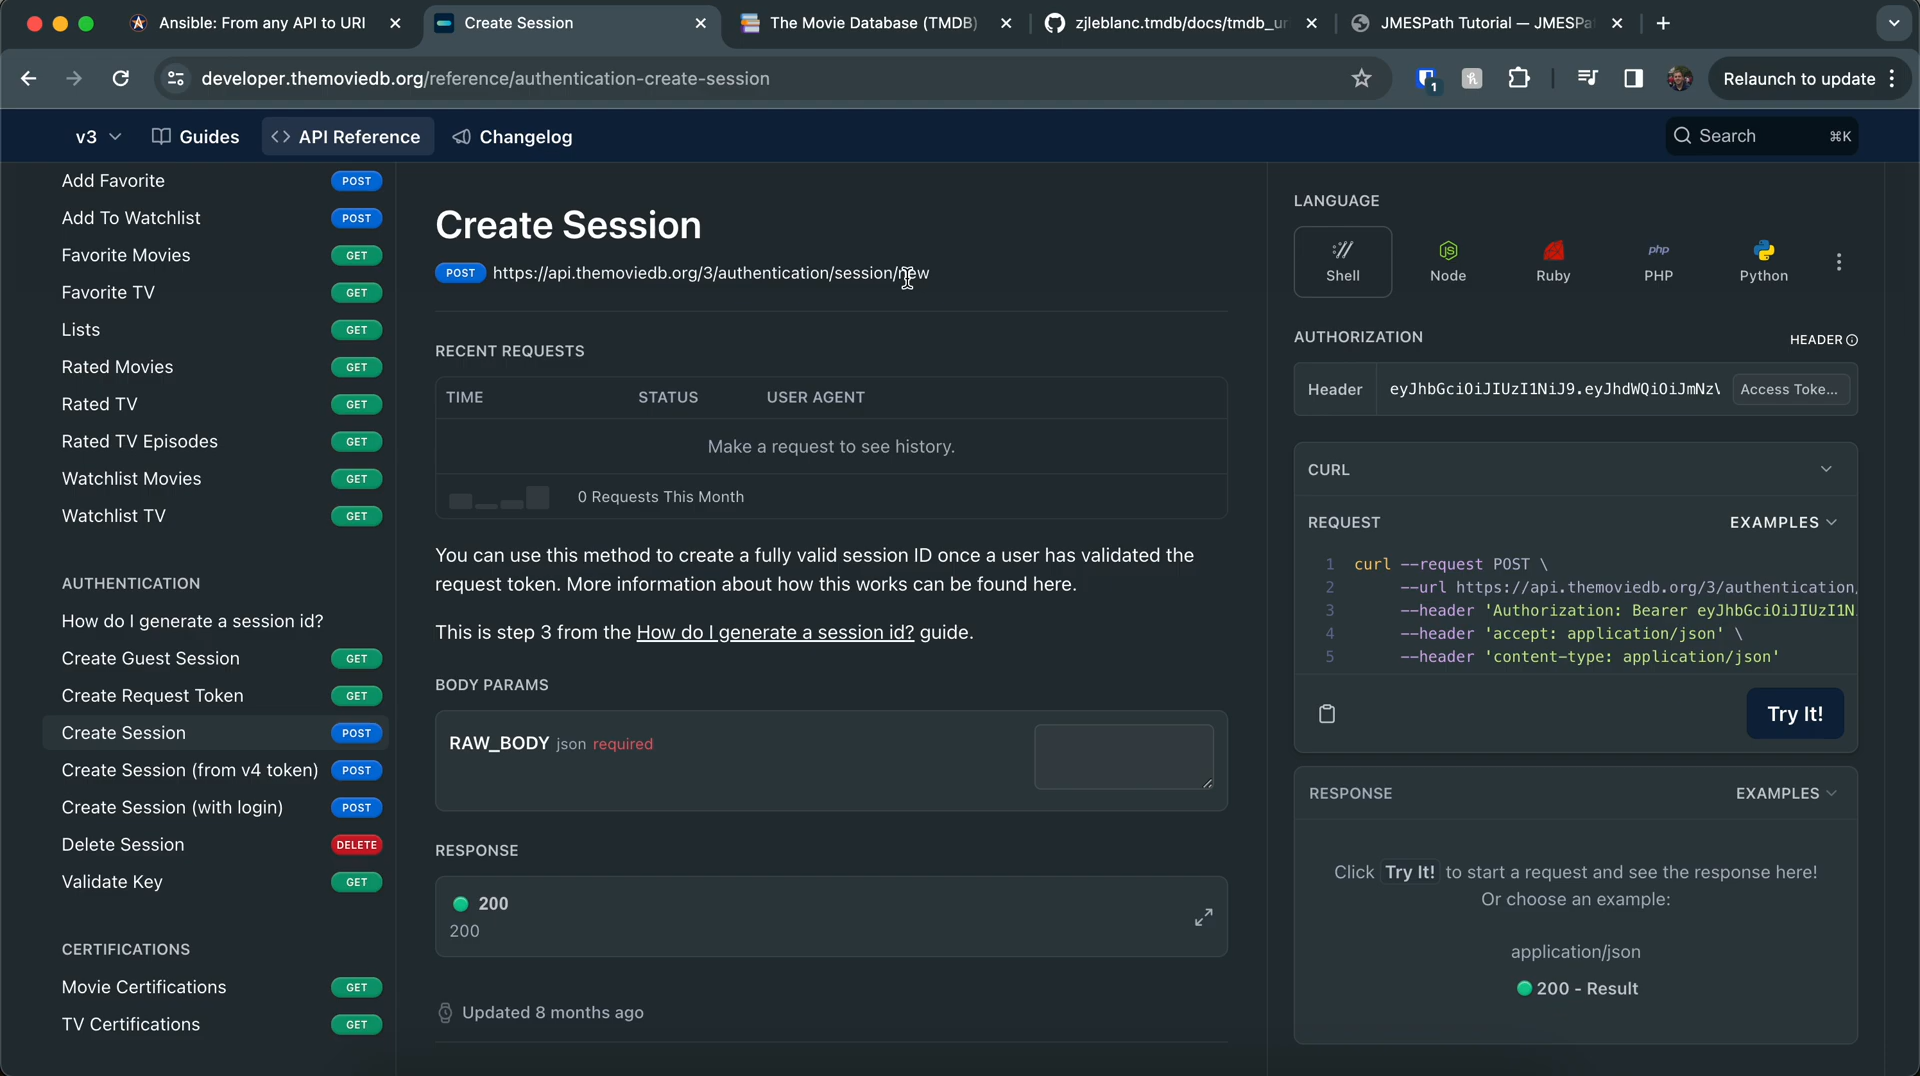 Ansible: From any API to URI
Create Session
The Movie Database (TMDB)
zjleblanc.tmdb/docs/tmdb_ur
JMESPath Tutorial — JMESPa
developer.themoviedb.org/reference/authentication-create-session
1
Relaunch to update
v3
Guides
<> API Reference
Changelog
Search
⌘K
Add Favorite POST
Add To Watchlist POST
Favorite Movies GET
Favorite TV GET
Lists GET
Rated Movies GET
Rated TV GET
Rated TV Episodes GET
Watchlist Movies GET
Watchlist TV GET
AUTHENTICATION
How do I generate a session id?
Create Guest Session GET
Create Request Token GET
Create Session POST
Create Session (from v4 token) POST
Create Session (with login) POST
Delete Session DELETE
Validate Key GET
CERTIFICATIONS
Movie Certifications GET
TV Certifications GET
Create Session
POST https://api.themoviedb.org/3/authentication/session/new
RECENT REQUESTS
TIME STATUS USER AGENT
Make a request to see history.
0 Requests This Month
You can use this method to create a fully valid session ID once a user has validated the
request token. More information about how this works can be found here.
This is step 3 from the How do I generate a session id? guide.
BODY PARAMS
RAW_BODY json required
RESPONSE
200
200
Updated 8 months ago
LANGUAGE
Shell
Node
Ruby
php
PHP
Python
AUTHORIZATION
HEADER
Header eyJhbGciOiJIUzI1NiJ9.eyJhdWQiOiJmNzV Access Toke...
CURL
REQUEST EXAMPLES
1 curl --request POST \
2 --url https://api.themoviedb.org/3/authentication,
3 --header 'Authorization: Bearer eyJhbGciOiJIUzI1N
4 --header 'accept: application/json' \
5 --header 'content-type: application/json'
Try It!
RESPONSE EXAMPLES
Click Try It! to start a request and see the response here!
Or choose an example:
application/json
200 - Result